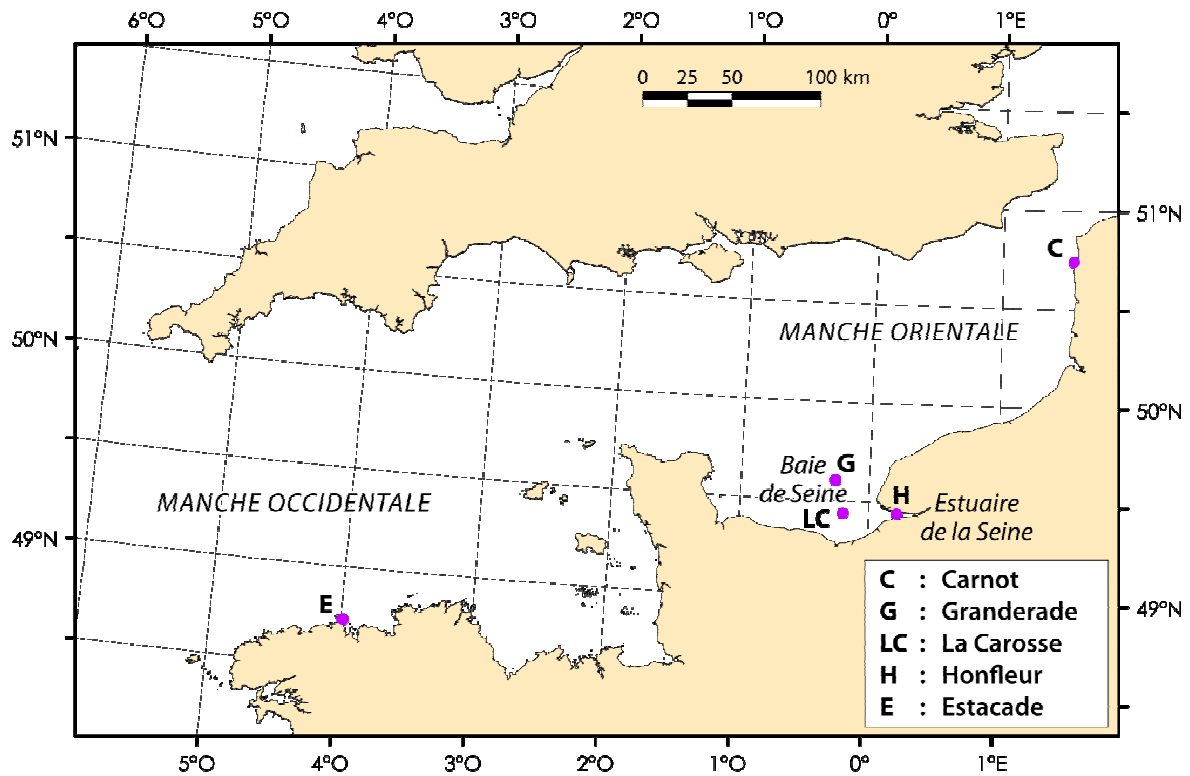 6°O 5°O 4°O 3°O 2°O 1°O 0° 1°E
0 25 50 100 km
51°N
51°N
C
50°N
MANCHE ORIENTALE
50°N
Baie G
de Seine
MANCHE OCCIDENTALE
H Estuaire
LC
de la Seine
49°N
C : Carnot
E
G : Granderade
49°N
LC : La Carosse
H : Honfleur
E : Estacade
5°O 4°O 3°O 2°O 1°O 0° 1°E